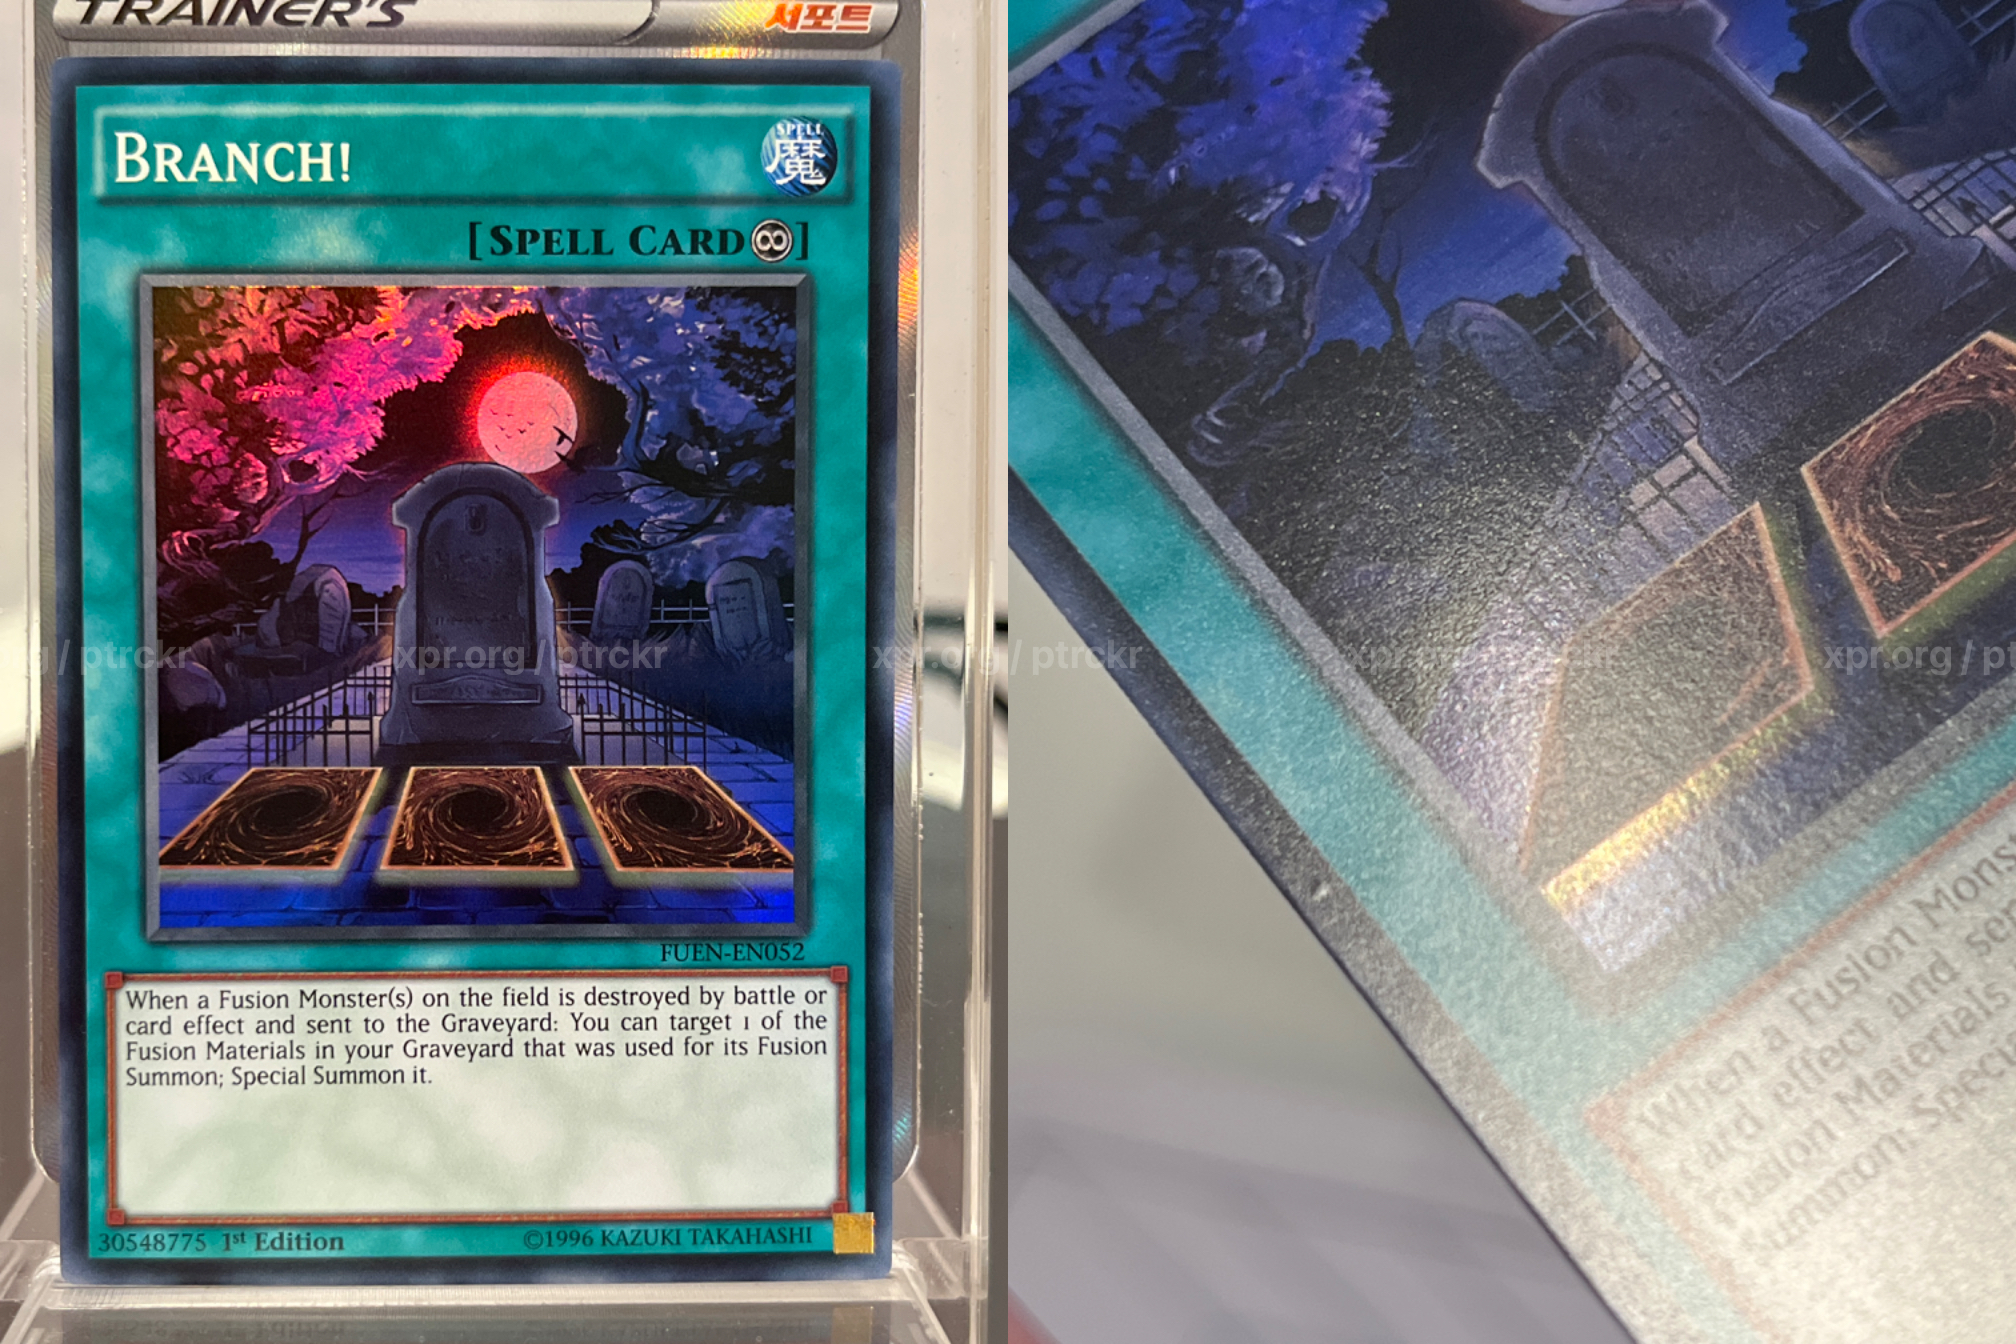 TRAINER'S
서포트
BRANCH!
SPELL
魔
[SPELL CARD]
FUEN-EN052
When a Fusion Monster(s) on the field is destroyed by battle or
card effect and sent to the Graveyard: You can target 1 of the
Fusion Materials in your Graveyard that was used for its Fusion
Summon; Special Summon it.
30548775 1st Edition
©1996 KAZUKI TAKAHASHI
xpr.org / ptrckr
When a Fusion Mons
card effect and se
Fusion Materials
Summon; Speci